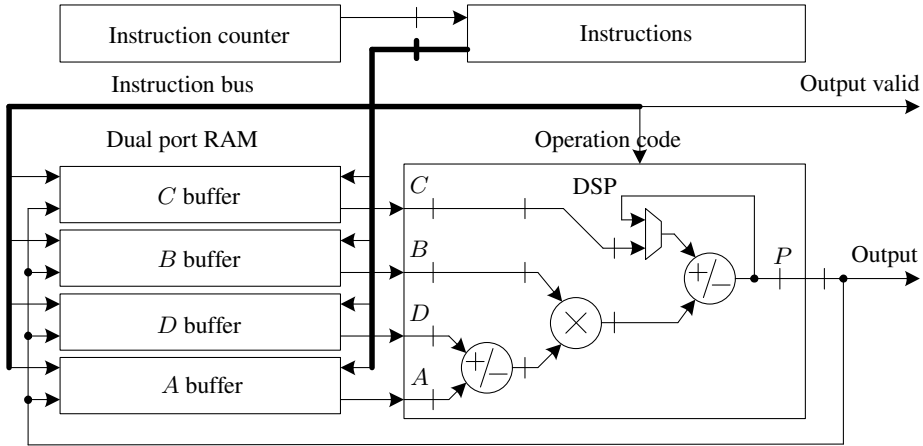 Instruction counter
Instructions
Instruction bus
Output valid
Dual port RAM
Operation code
C buffer
C
DSP
B buffer
B
+/−
P
Output
D buffer
D
×
+/−
A buffer
A